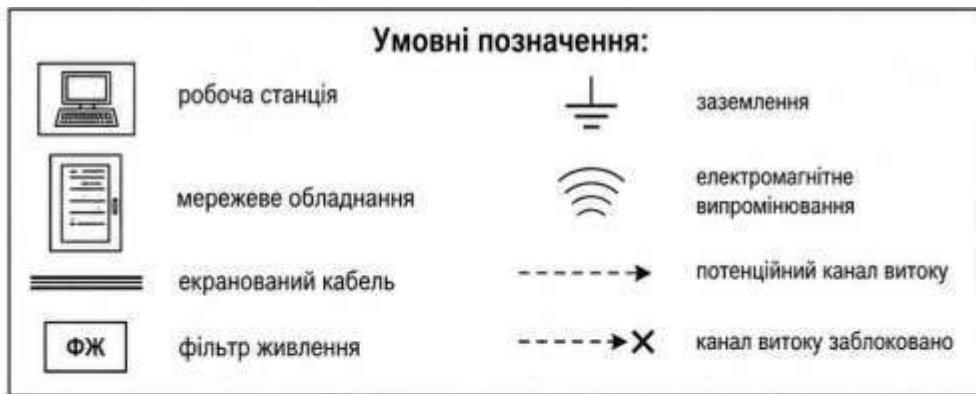 Умовні позначення:
робоча станція
заземлення
мережеве обладнання
електромагнітне
випромінювання
екранований кабель
потенційний канал витоку
ФЖ
фільтр живлення
канал витоку заблоковано